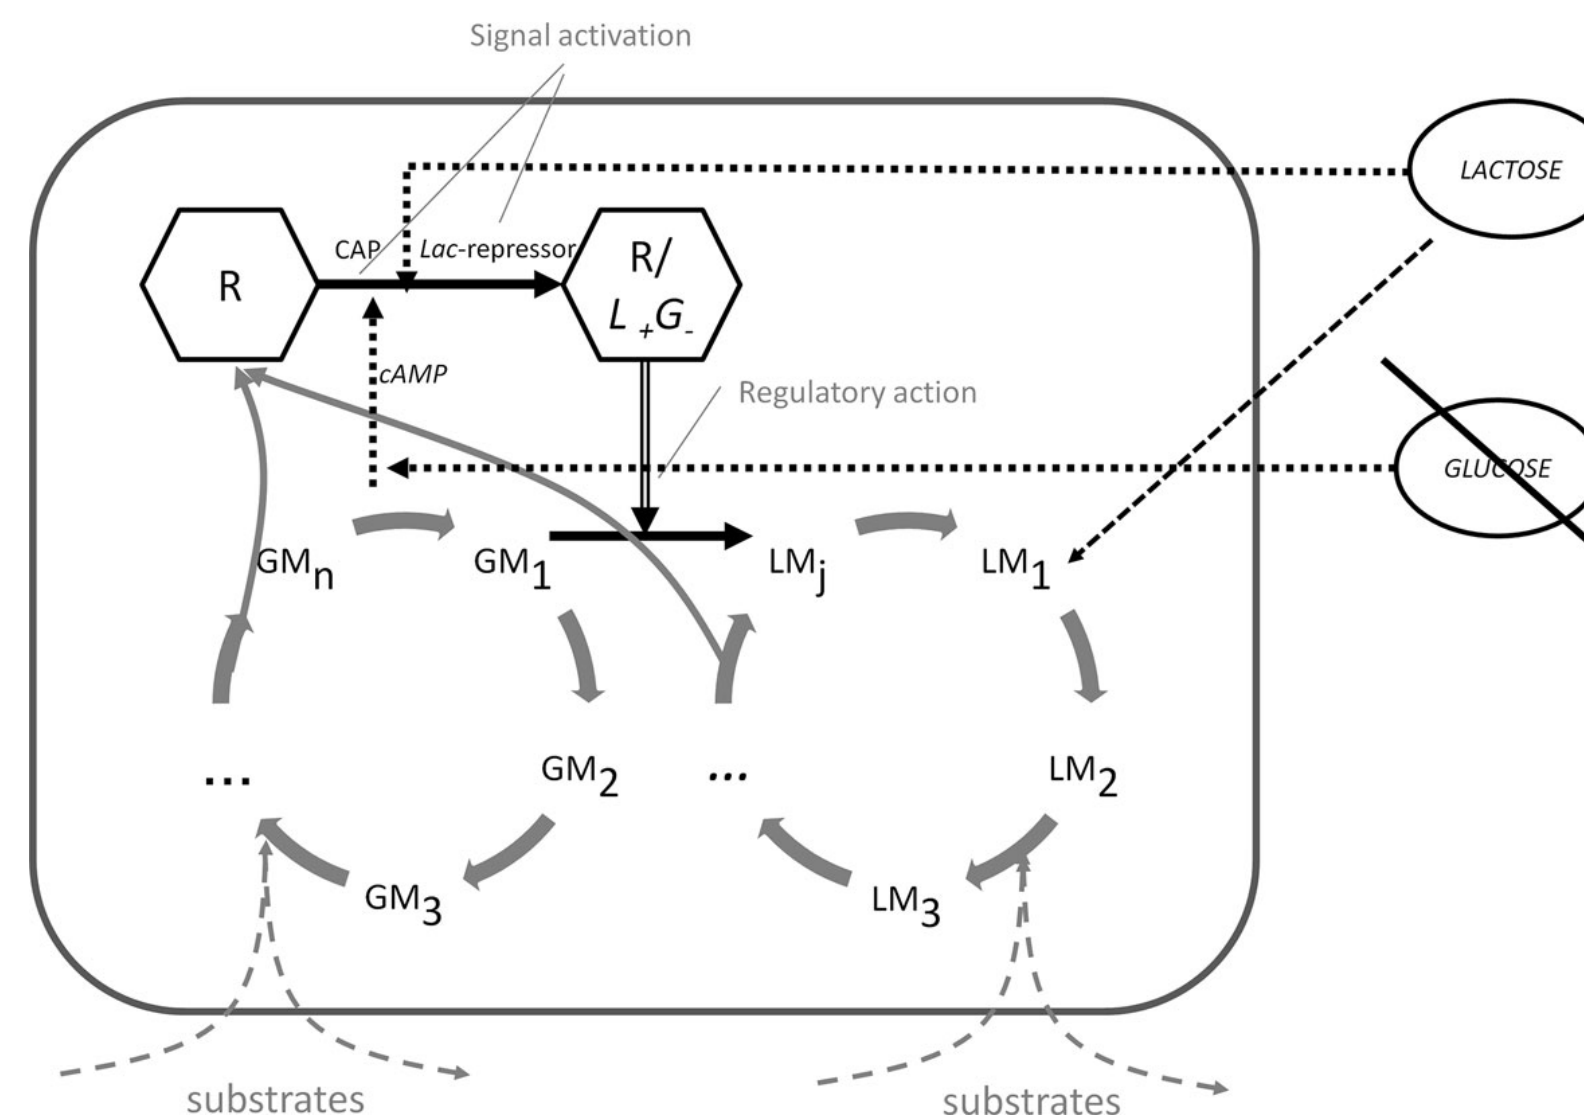 Signal activation
LACTOSE
CAP
Lac-repressor
R
R/
L +G-
cAMP
Regulatory action
GLUCOSE
GMn
GM1
LMj
LM1
...
GM2
...
LM2
GM3
LM3
substrates
substrates